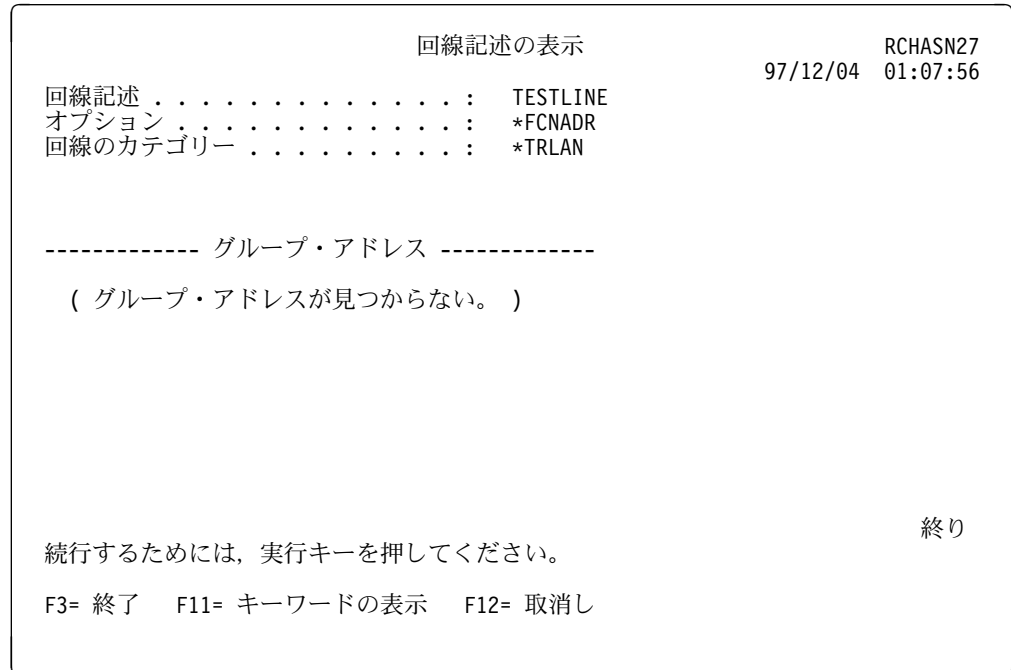 回線記述の表示 RCHASN27
97/12/04 01:07:56
回線記述 . . . . . . . . . . . . . : TESTLINE
オプション . . . . . . . . . . . . : *FCNADR
回線のカテゴリー . . . . . . . . . : *TRLAN
------------- グループ・アドレス -------------
( グループ・アドレスが見つからない。 )
終り
続行するためには, 実行キーを押してください。
F3= 終了 F11= キーワードの表示 F12= 取消し